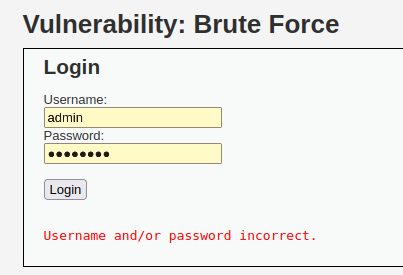 Vulnerability: Brute Force
Login
Username:
admin
Password:
●●●●●●●●
Login
Username and/or password incorrect.